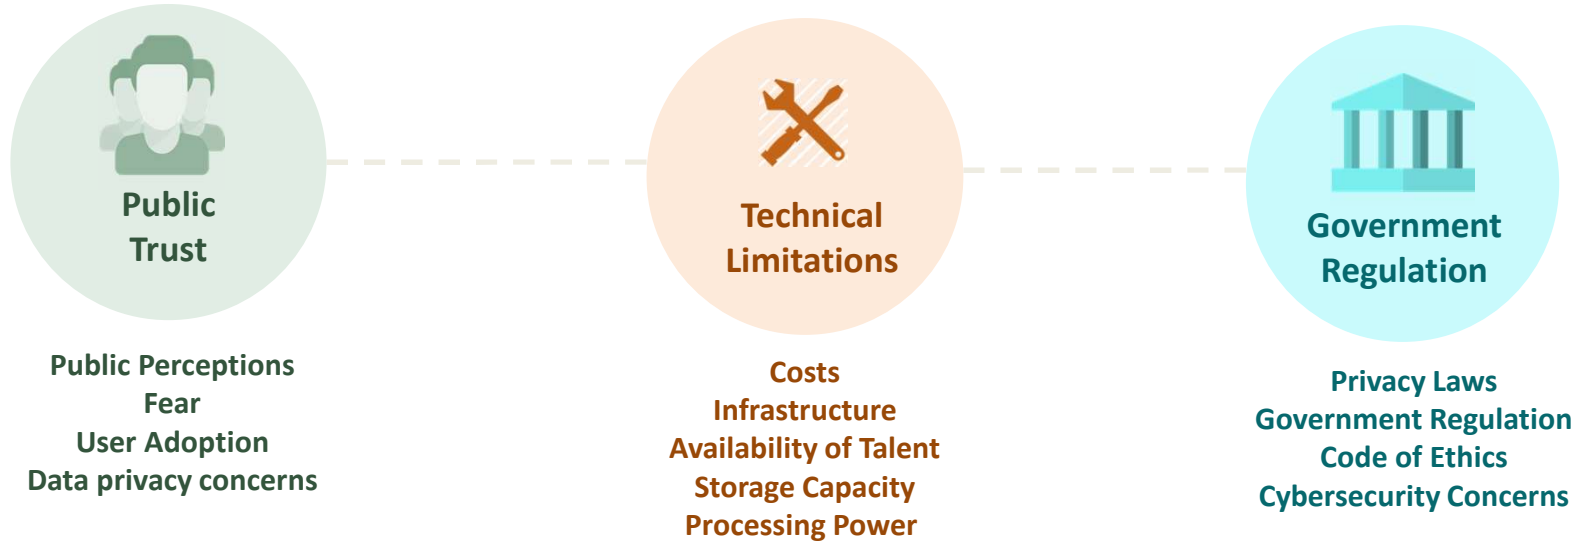 Public
Trust
Public Perceptions
Fear
User Adoption
Data privacy concerns
Technical
Limitations
Costs
Infrastructure
Availability of Talent
Storage Capacity
Processing Power
Government
Regulation
Privacy Laws
Government Regulation
Code of Ethics
Cybersecurity Concerns